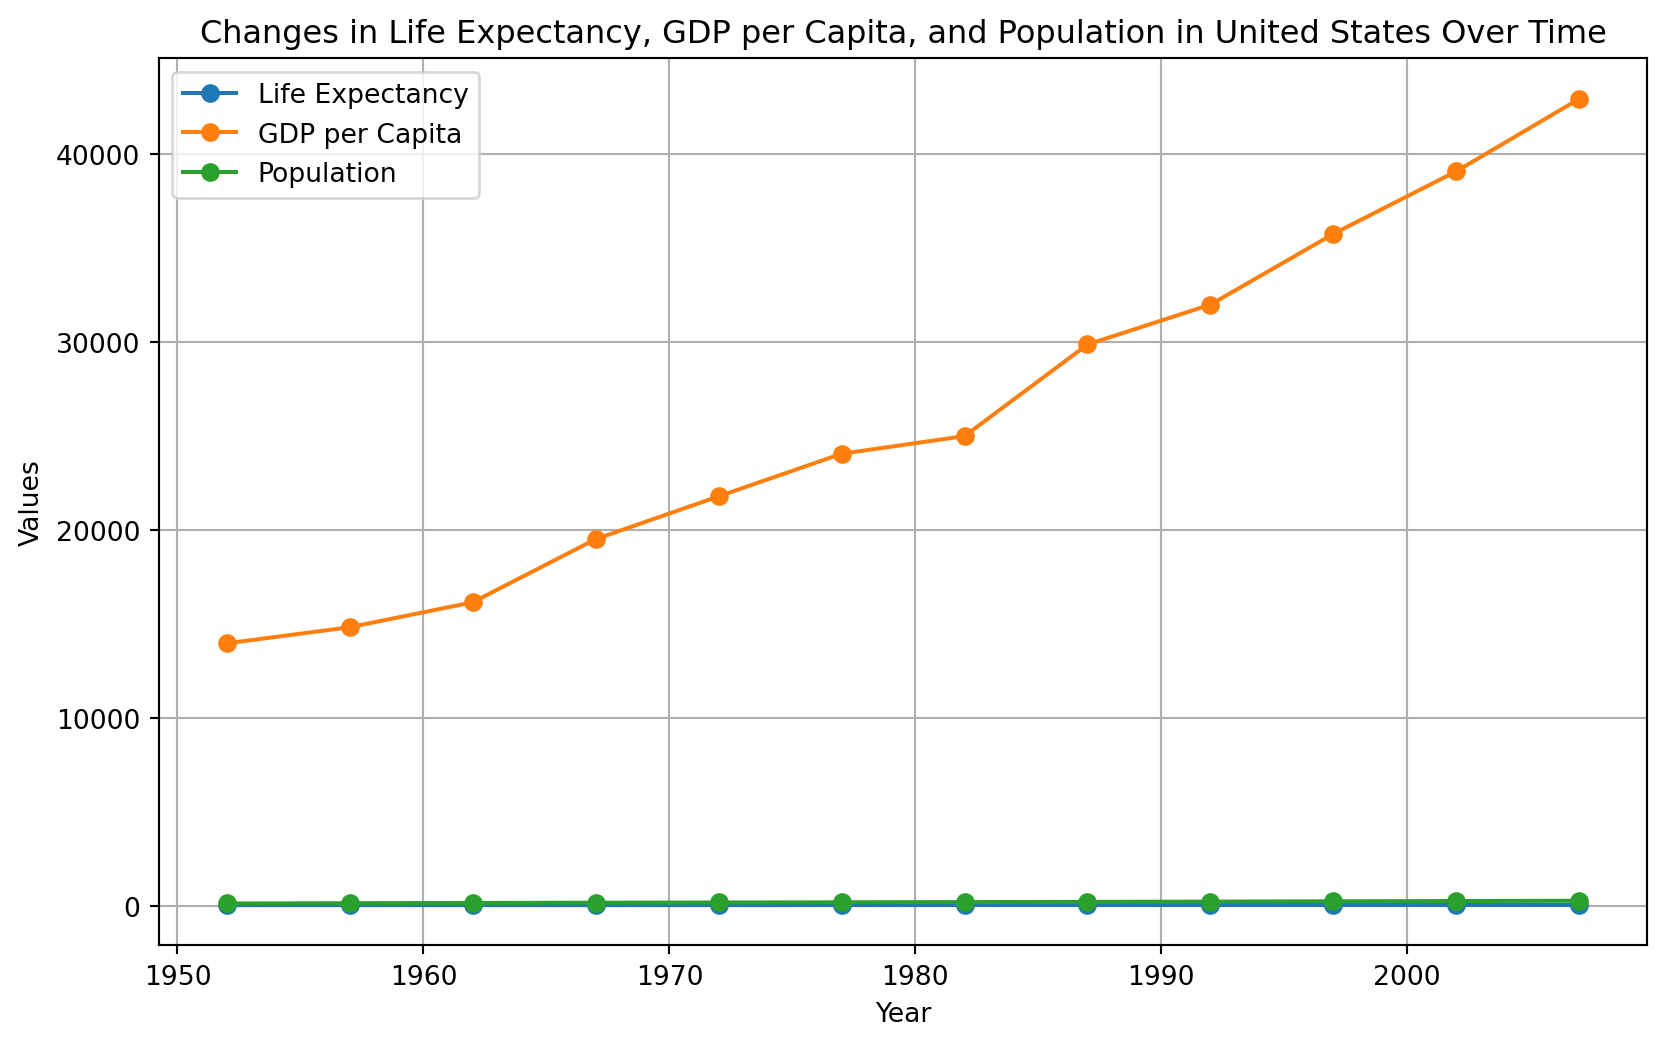 Changes in Life Expectancy, GDP per Capita, and Population in United States Over Time
Life Expectancy
GDP per Capita
Population
40000
30000
20000
10000
0
Values
1950 1960 1970 1980 1990 2000
Year